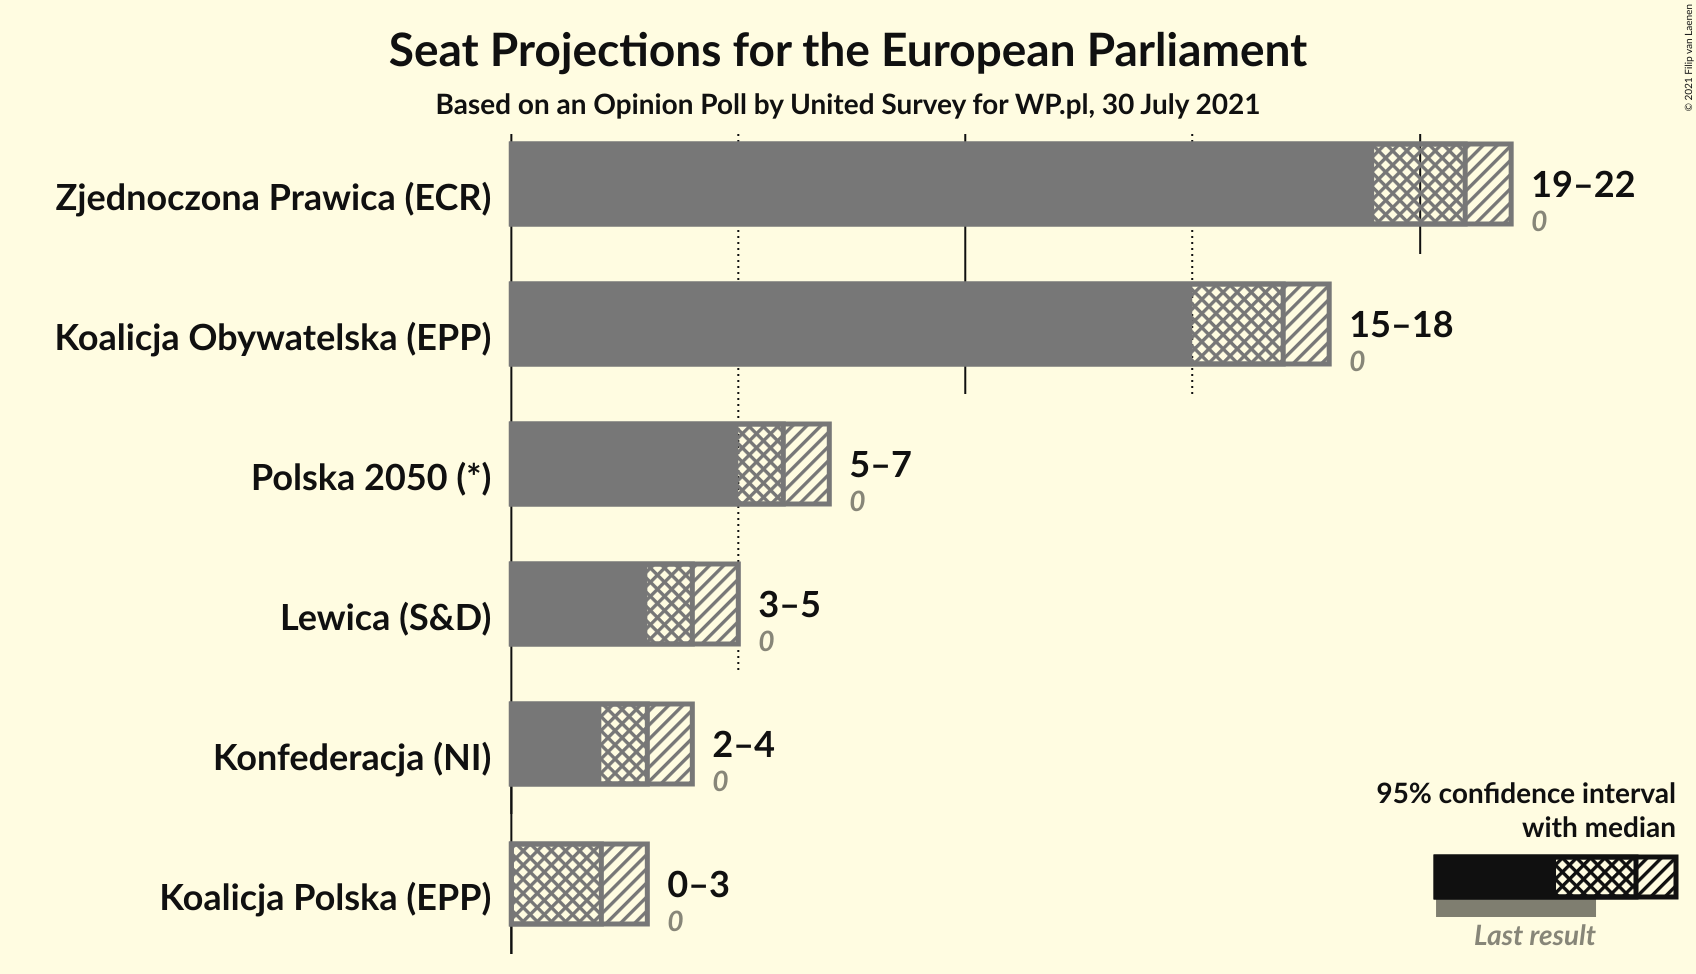 Seat Projections for the European Parliament
Based on an Opinion Poll by United Survey for WP.pl, 30 July 2021
© 2021 Filip van Laenen
Zjednoczona Prawica (ECR)
19–22
0
Koalicja Obywatelska (EPP)
15–18
0
Polska 2050 (*)
5–7
0
Lewica (S&D)
3–5
0
Konfederacja (NI)
2–4
0
Koalicja Polska (EPP)
0–3
0
95% confidence interval
with median
Last result